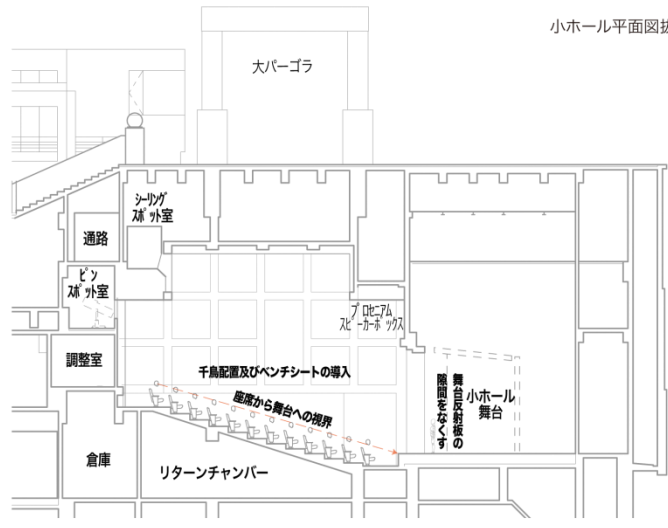 小ホール平面図抜
大パーゴラ
シーリング
スポット室
通路
ピン
スポット室
プロセニアム
スピーカーボックス
調整室
千鳥配置及びベンチシートの導入
座席から舞台への視界
舞台反射板の
隙間をなくす
小ホール
舞台
倉庫
リターンチャンバー